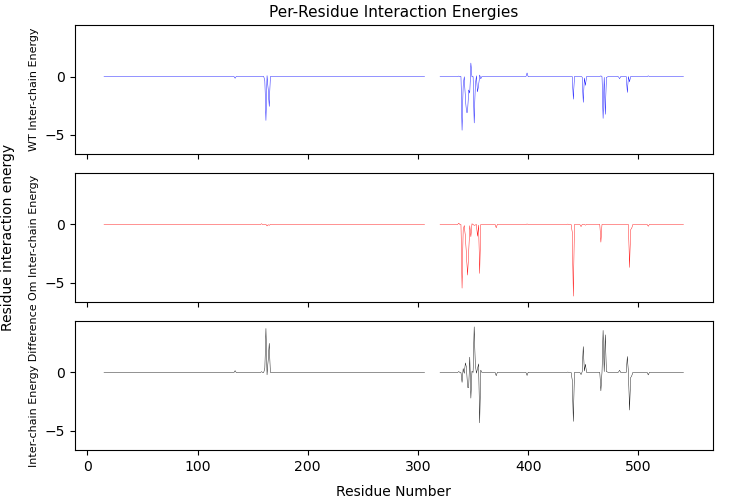 Per-Residue Interaction Energies
Residue interaction energy
WT Inter-chain Energy
0
−5
Om Inter-chain Energy
0
−5
Inter-chain Energy Difference
0
−5
0 100 200 300 400 500
Residue Number